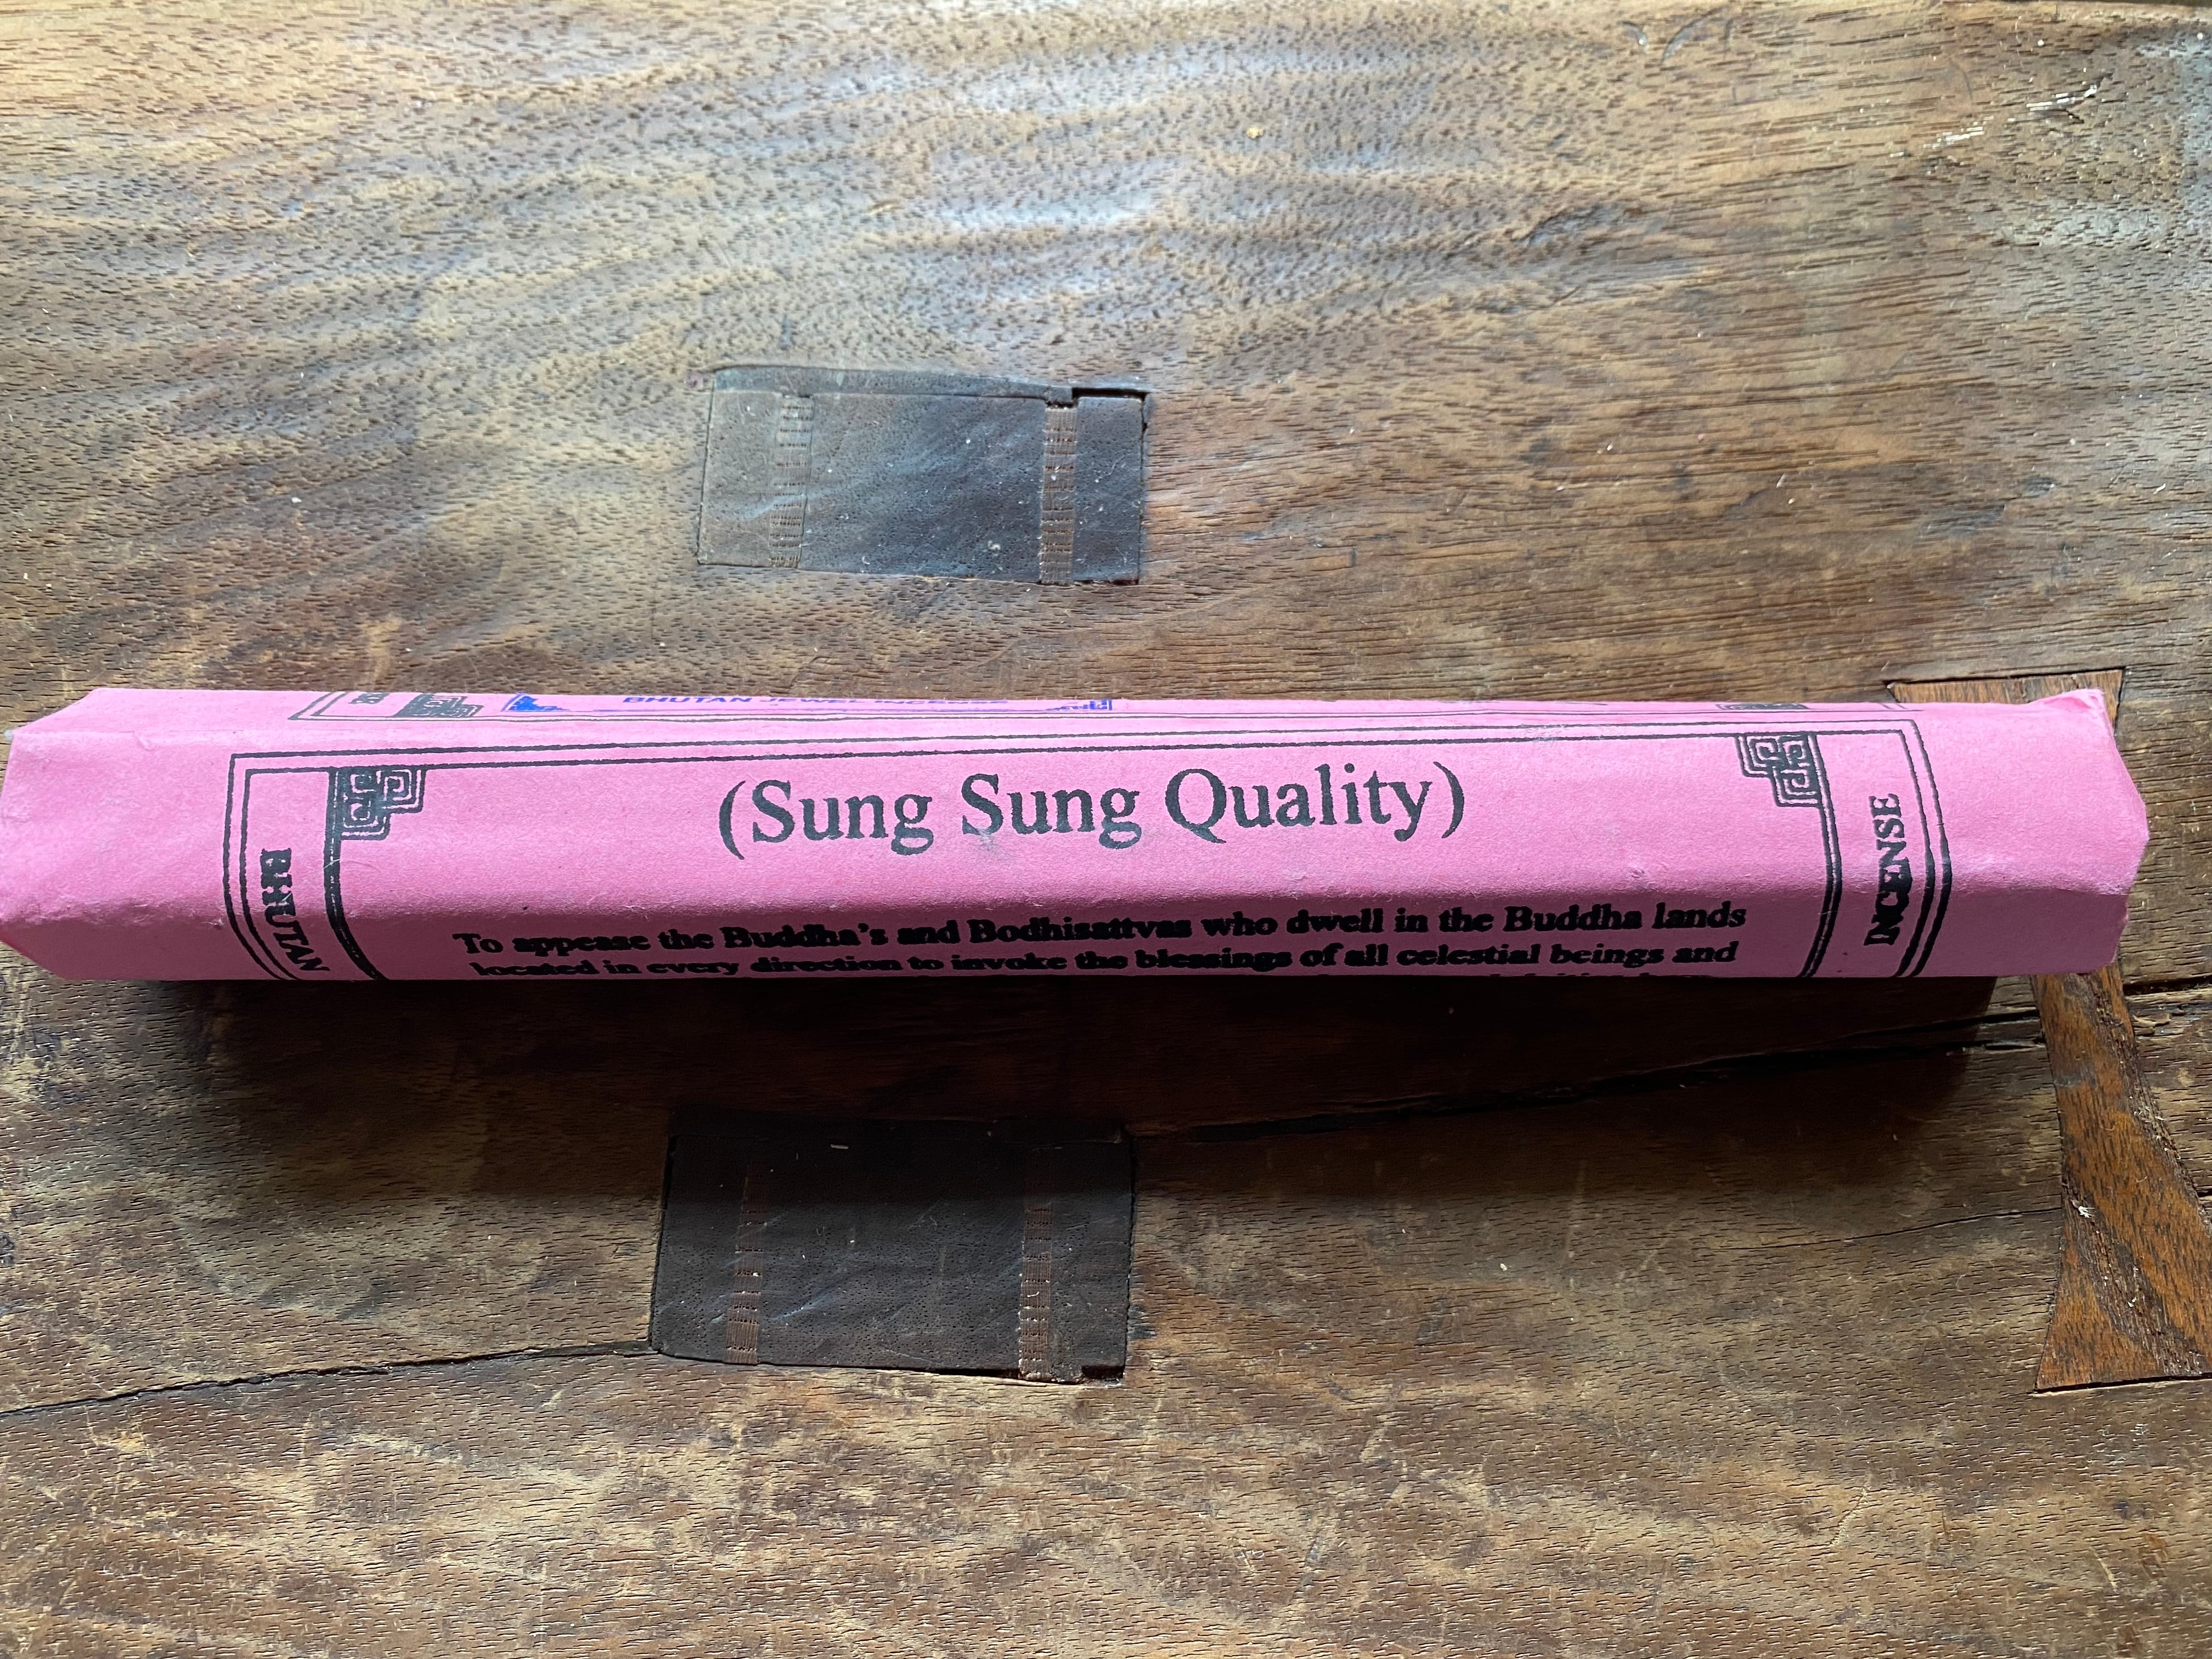 BHUTAN JEWEL INCENSE
(Sung Sung Quality)
BHUTAN
INCENSE
To appease the Buddha's and Bodhisattvas who dwell in the Buddha lands
located in every direction to invoke the blessings of all celestial beings and